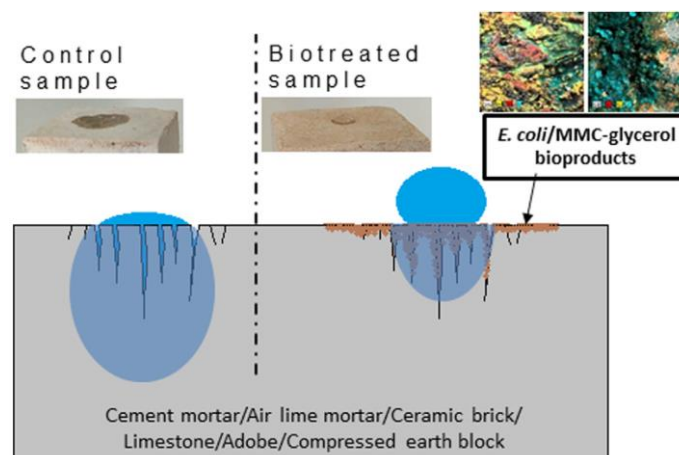 Control
sample
Biotreated
sample
E. coli/MMC-glycerol
bioproducts
Cement mortar/Air lime mortar/Ceramic brick/
Limestone/Adobe/Compressed earth block